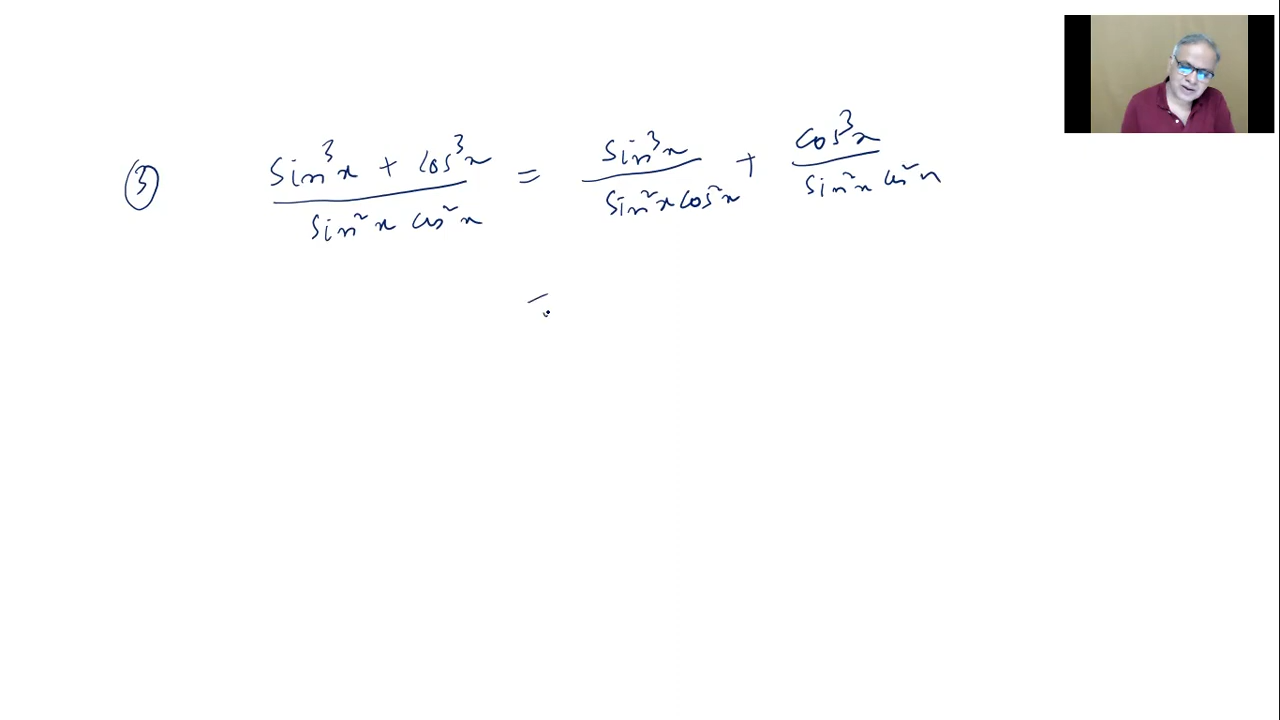 ③ (sin³x + cos³x)/(sin²x cos²x) = sin³x/(sin²x cos²x) + cos³x/(sin²x cos²x)
=